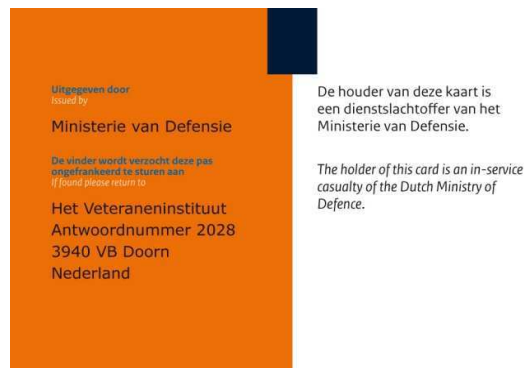 Uitgegeven door
Issued by
Ministerie van Defensie
De vinder wordt verzocht deze pas
ongefrankeerd te sturen aan
If found please return to
Het Veteraneninstituut
Antwoordnummer 2028
3940 VB Doorn
Nederland
De houder van deze kaart is
een dienstslachtoffer van het
Ministerie van Defensie.
The holder of this card is an in-service
casualty of the Dutch Ministry of
Defence.